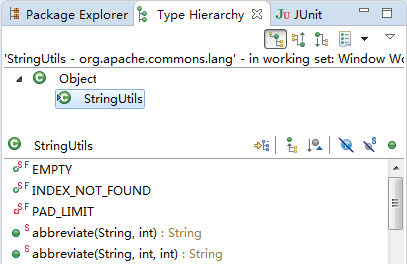 Package Explorer Type Hierarchy JUnit
'StringUtils - org.apache.commons.lang' - in working set: Window Wo
Object
StringUtils
StringUtils
EMPTY
INDEX_NOT_FOUND
PAD_LIMIT
abbreviate(String, int) : String
abbreviate(String, int, int) : String